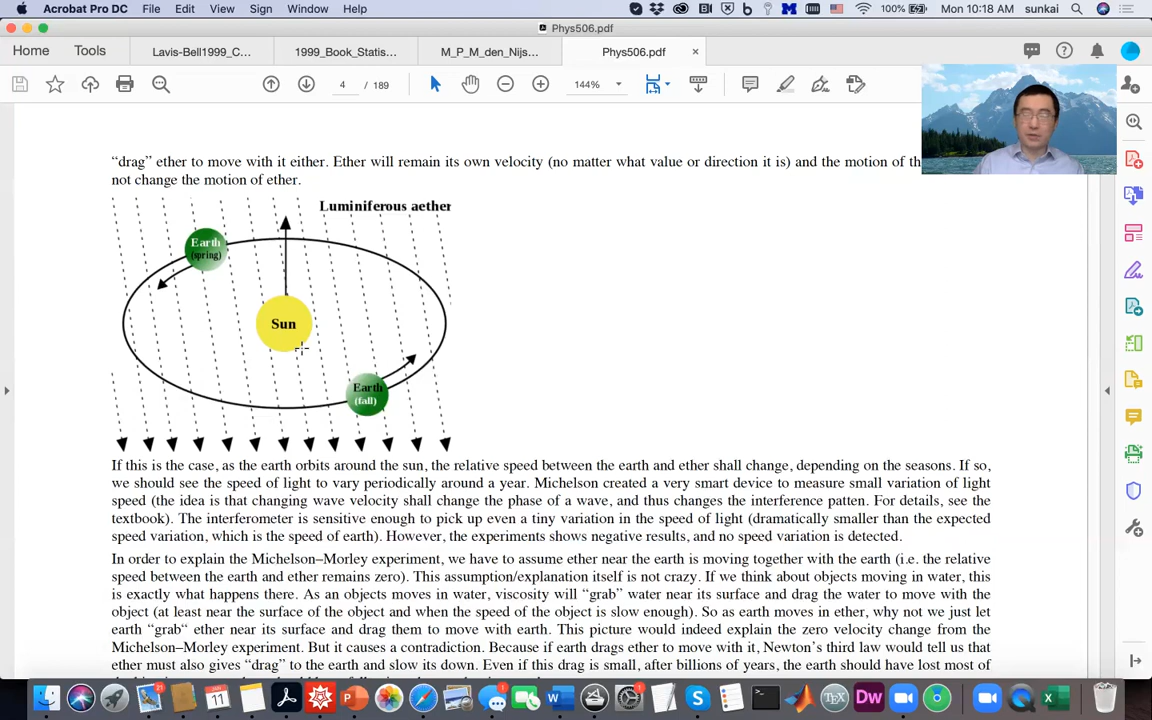 Acrobat Pro DC File Edit View Sign Window Help 100% Mon 10:18 AM sunkai
Phys506.pdf
Home Tools Lavis-Bell1999_C... 1999_Book_Statis... M_P_M_den_Nijs... Phys506.pdf ×
4 / 189 144%
“drag” ether to move with it either. Ether will remain its own velocity (no matter what value or direction it is) and the motion of
not change the motion of ether.
Luminiferous aether
Earth
(spring)
Sun
Earth
(fall)
If this is the case, as the earth orbits around the sun, the relative speed between the earth and ether shall change, depending on the seasons. If so,
we should see the speed of light to vary periodically around a year. Michelson created a very smart device to measure small variation of light
speed (the idea is that changing wave velocity shall change the phase of a wave, and thus changes the interference patten. For details, see the
textbook). The interferometer is sensitive enough to pick up even a tiny variation in the speed of light (dramatically smaller than the expected
speed variation, which is the speed of earth). However, the experiments shows negative results, and no speed variation is detected.
In order to explain the Michelson–Morley experiment, we have to assume ether near the earth is moving together with the earth (i.e. the relative
speed between the earth and ether remains zero). This assumption/explanation itself is not crazy. If we think about objects moving in water, this
is exactly what happens there. As an objects moves in water, viscosity will “grab” water near its surface and drag the water to move with the
object (at least near the surface of the object and when the speed of the object is slow enough). So as earth moves in ether, why not we just let
earth “grab“ ether near its surface and drag them to move with earth. This picture would indeed explain the zero velocity change from the
Michelson–Morley experiment. But it causes a contradiction. Because if earth drags ether to move with it, Newton’s third law would tell us that
ether must also gives “drag” to the earth and slow its down. Even if this drag is small, after billions of years, the earth should have lost most of